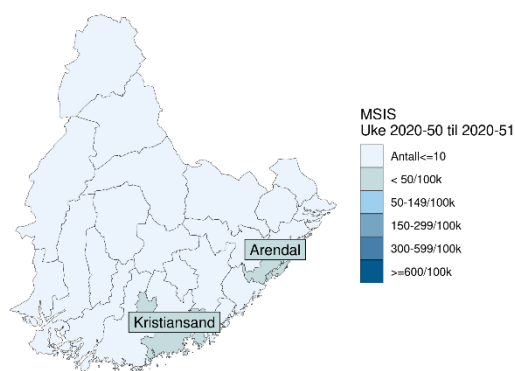 MSIS
Uke 2020-50 til 2020-51
Antall<=10
< 50/100k
50-149/100k
150-299/100k
300-599/100k
>=600/100k
Arendal
Kristiansand